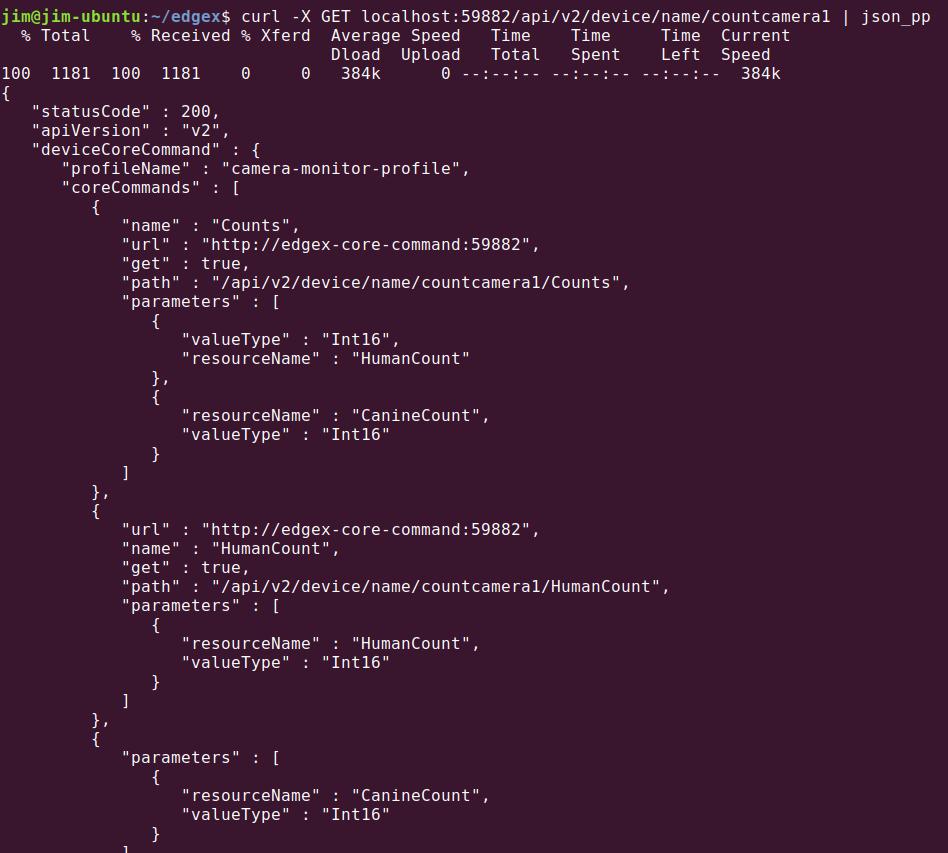 jim@jim-ubuntu:~/edgex$ curl -X GET localhost:59882/api/v2/device/name/countcamera1 | json_pp
  % Total    % Received % Xferd  Average Speed   Time    Time     Time  Current
                                 Dload  Upload   Total   Spent    Left  Speed
100  1181  100  1181    0     0   384k      0 --:--:-- --:--:-- --:--:--  384k
{
   "statusCode" : 200,
   "apiVersion" : "v2",
   "deviceCoreCommand" : {
      "profileName" : "camera-monitor-profile",
      "coreCommands" : [
         {
            "name" : "Counts",
            "url" : "http://edgex-core-command:59882",
            "get" : true,
            "path" : "/api/v2/device/name/countcamera1/Counts",
            "parameters" : [
               {
                  "valueType" : "Int16",
                  "resourceName" : "HumanCount"
               },
               {
                  "resourceName" : "CanineCount",
                  "valueType" : "Int16"
               }
            ]
         },
         {
            "url" : "http://edgex-core-command:59882",
            "name" : "HumanCount",
            "get" : true,
            "path" : "/api/v2/device/name/countcamera1/HumanCount",
            "parameters" : [
               {
                  "resourceName" : "HumanCount",
                  "valueType" : "Int16"
               }
            ]
         },
         {
            "parameters" : [
               {
                  "resourceName" : "CanineCount",
                  "valueType" : "Int16"
               }
            ]